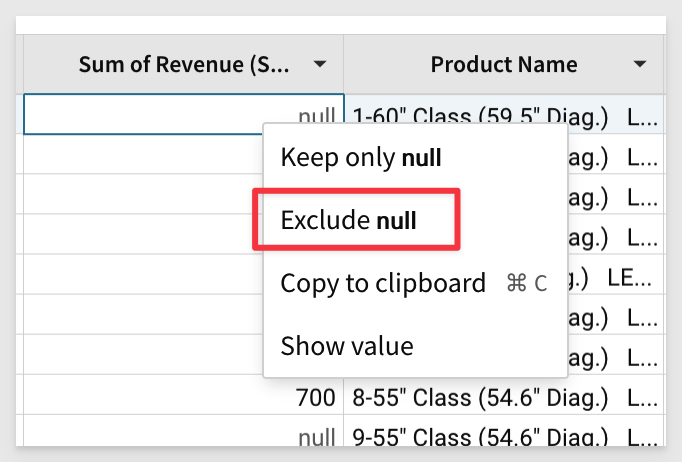 Sum of Revenue (S... Product Name
null 1-60" Class (59.5" Diag.) L...
Keep only null ag.) L...
ag.) L...
Exclude null ag.) L...
Copy to clipboard ⌘ C g.) LE...
ag.) L...
Show value ag.) L...
700 8-55" Class (54.6" Diag.) L...
null 9-55" Class (54.6" Diag.) L...